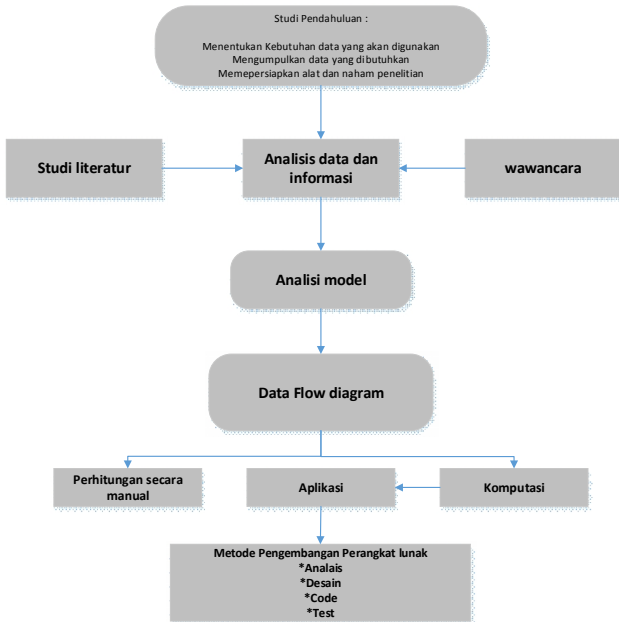 Studi Pendahuluan :
Menentukan Kebutuhan data yang akan digunakan
Mengumpulkan data yang dibutuhkan
Memepersiapkan alat dan naham penelitian
Studi literatur
Analisis data dan
informasi
wawancara
Analisi model
Data Flow diagram
Perhitungan secara
manual
Aplikasi
Komputasi
Metode Pengembangan Perangkat lunak
*Analais
*Desain
*Code
*Test